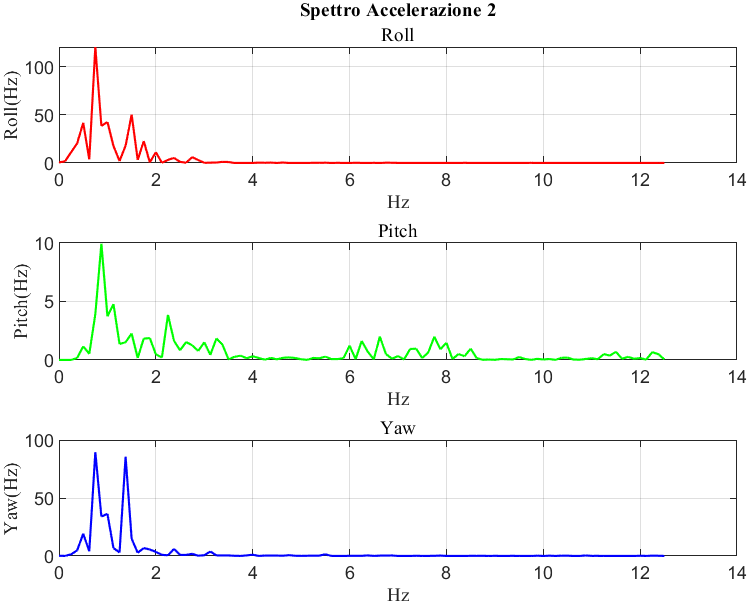 Spettro Accelerazione 2
Roll
Roll(Hz)
100
50
0
0 2 4 6 8 10 12 14
Hz
Pitch
Pitch(Hz)
10
5
0
0 2 4 6 8 10 12 14
Hz
Yaw
Yaw(Hz)
100
50
0
0 2 4 6 8 10 12 14
Hz